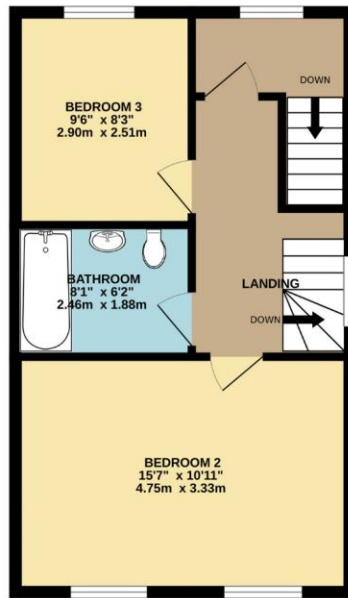 DOWN
BEDROOM 3
9'6" x 8'3"
2.90m x 2.51m
BATHROOM
8'1" x 6'2"
2.46m x 1.88m
LANDING
DOWN
BEDROOM 2
15'7" x 10'11"
4.75m x 3.33m